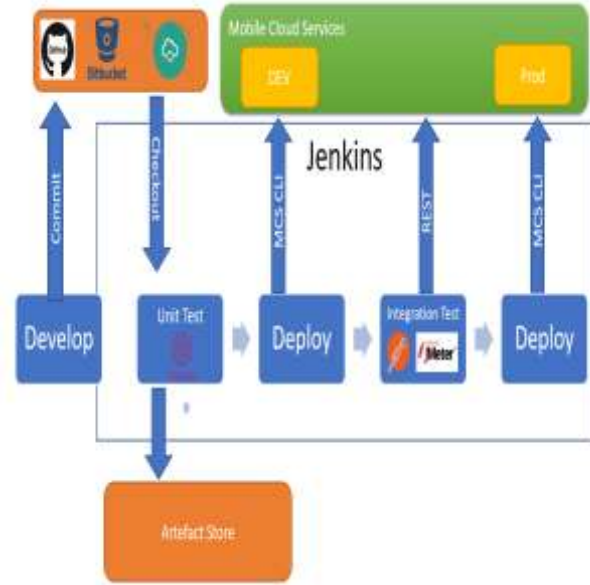 Bitbucket
Mobile Cloud Services
DEV
Prod
Jenkins
Commit
Checkout
MCS CLI
REST
MCS CLI
Develop
Unit Test
Deploy
Integration Test
JMeter
Deploy
Artefact Store